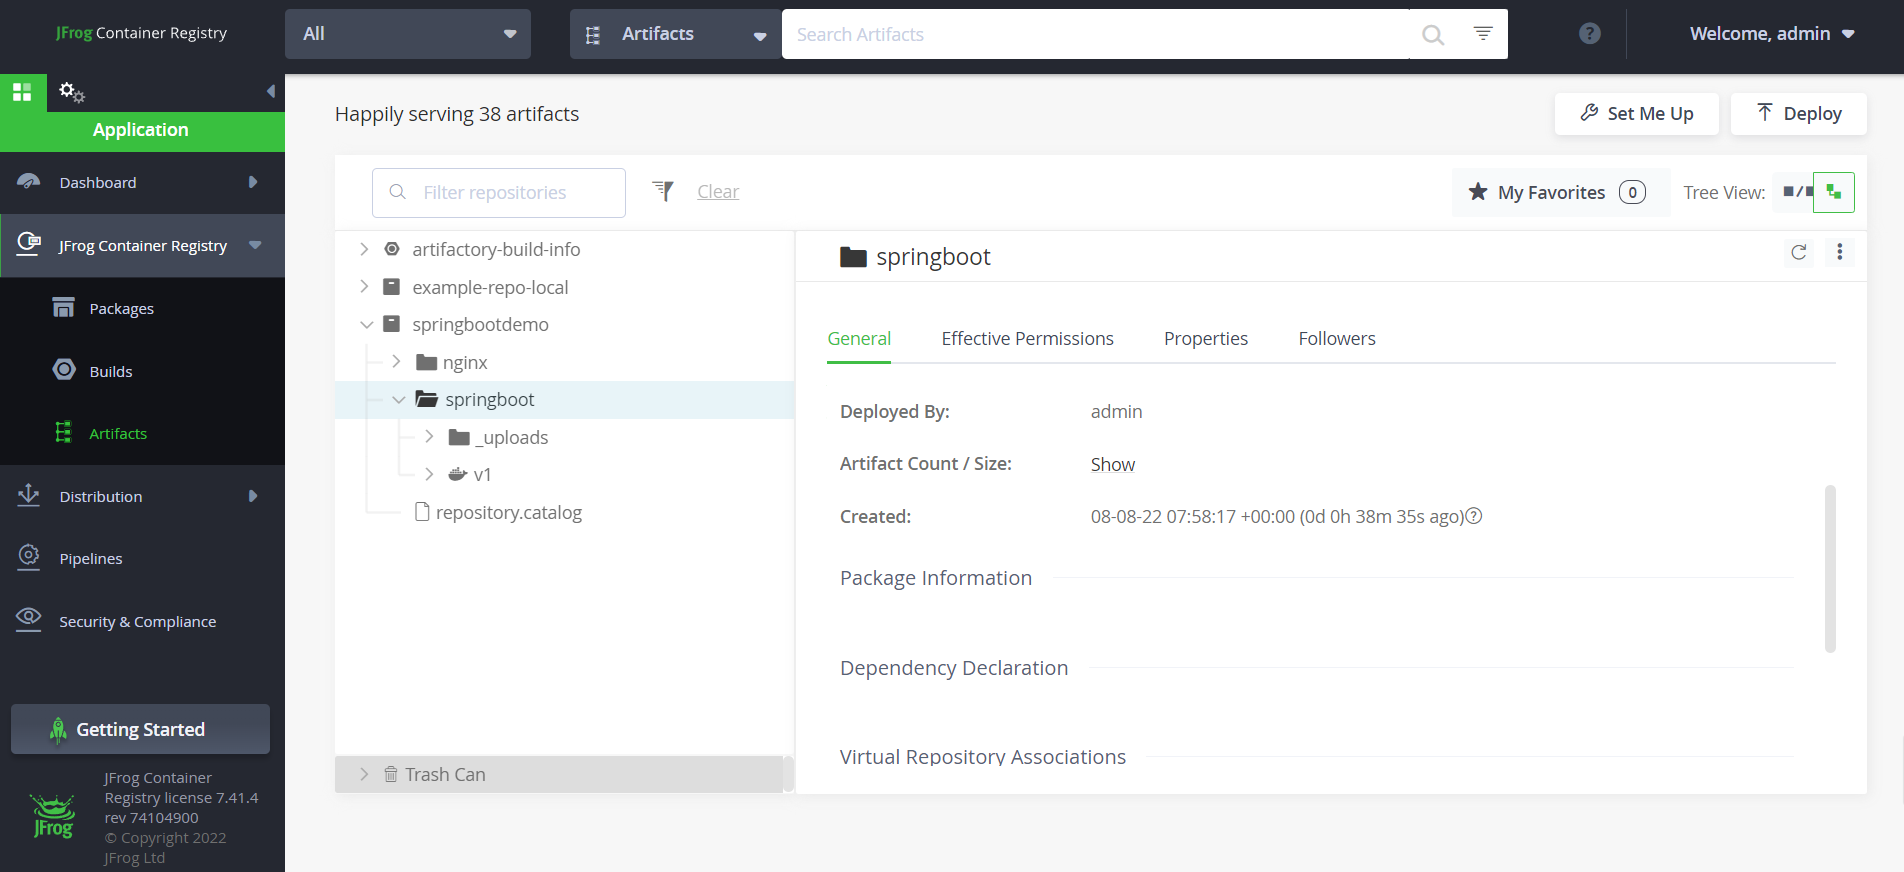 JFrog Container Registry
All
Artifacts
Search Artifacts
?
Welcome, admin
Application
Dashboard
JFrog Container Registry
Packages
Builds
Artifacts
Distribution
Pipelines
Security & Compliance
Getting Started
JFrog
JFrog Container
Registry license 7.41.4
rev 74104900
© Copyright 2022
JFrog Ltd
Happily serving 38 artifacts
Set Me Up
Deploy
Filter repositories
Clear
My Favorites 0
Tree View:
artifactory-build-info
example-repo-local
springbootdemo
nginx
springboot
_uploads
v1
repository.catalog
Trash Can
springboot
General
Effective Permissions
Properties
Followers
Deployed By: admin
Artifact Count / Size: Show
Created: 08-08-22 07:58:17 +00:00 (0d 0h 38m 35s ago)?
Package Information
Dependency Declaration
Virtual Repository Associations